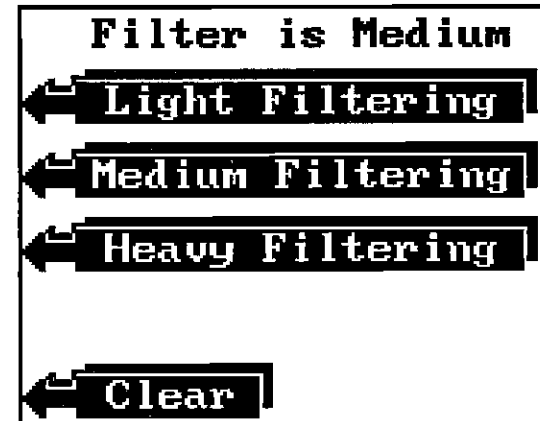 Filter is Medium
Light Filtering
Medium Filtering
Heavy Filtering
Clear